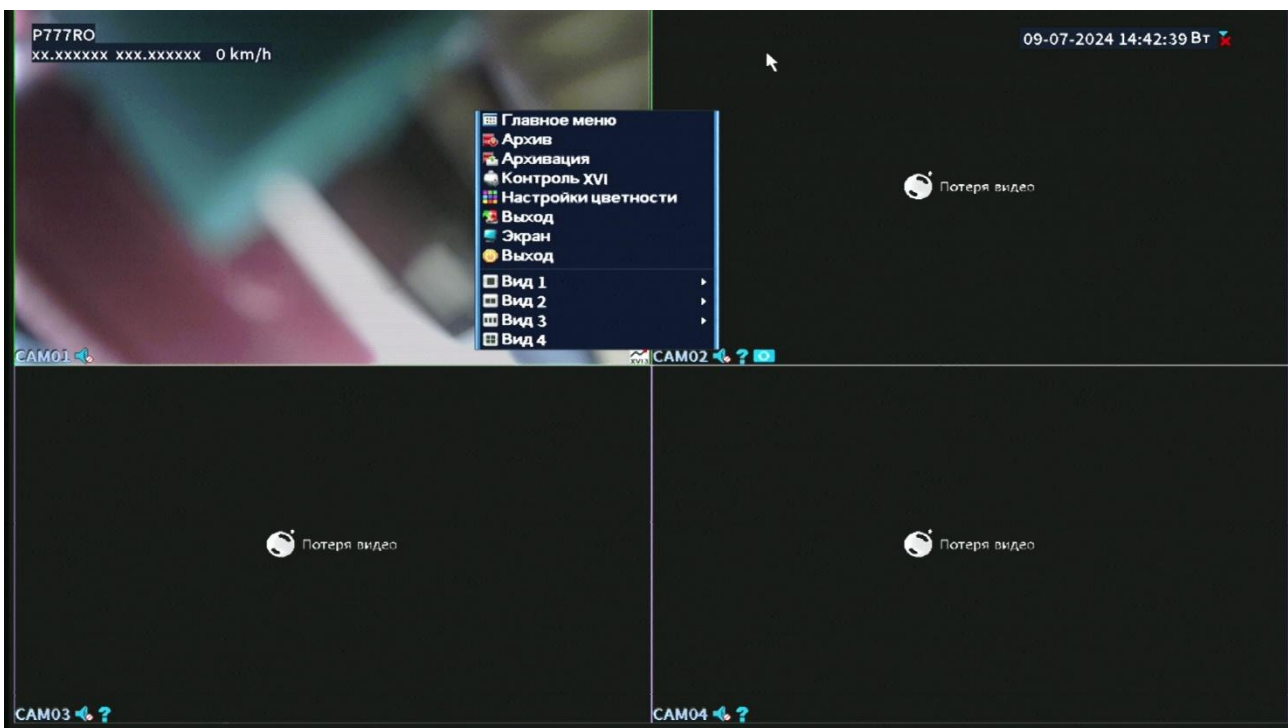 P777RO
xx.xxxxxx xxx.xxxxxx 0 km/h
09-07-2024 14:42:39 Вт
Главное меню
Архив
Архивация
Контроль XVI
Настройки цветности
Выход
Экран
Выход
Вид 1
Вид 2
Вид 3
Вид 4
Потеря видео
CAM01
XVI3
CAM02
Потеря видео
Потеря видео
CAM03
CAM04